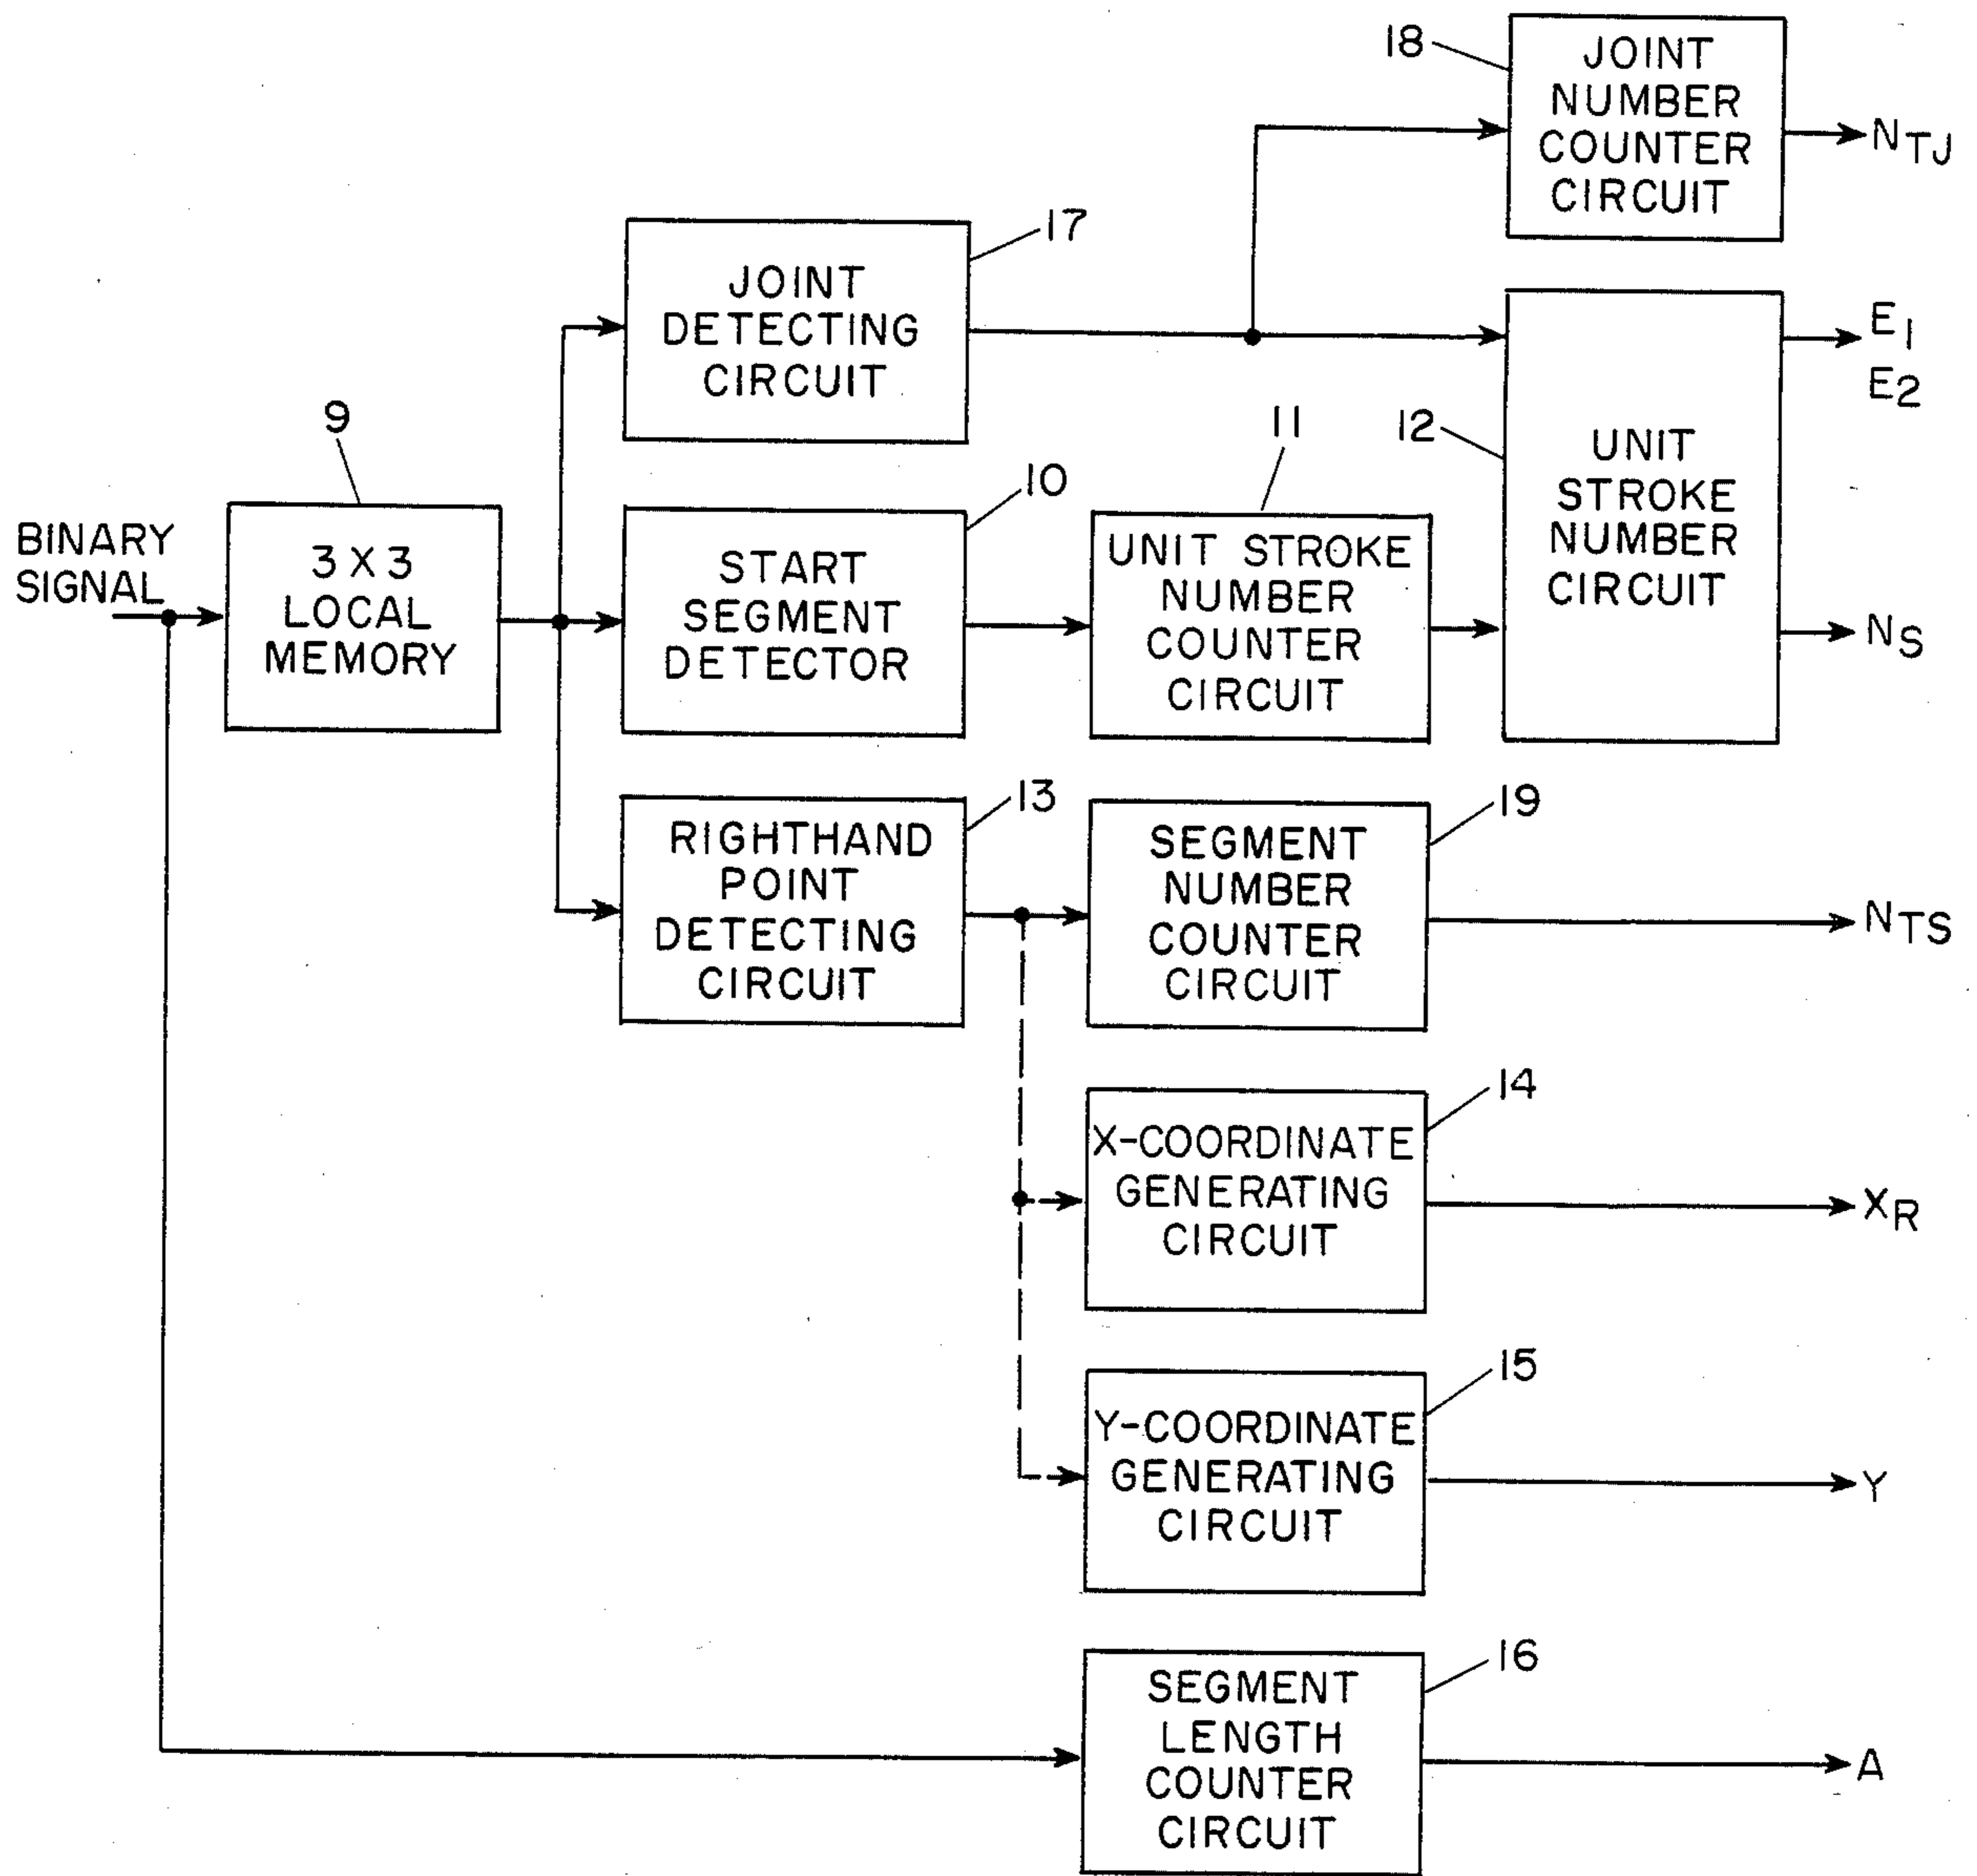 18
JOINT
NUMBER
COUNTER
CIRCUIT
NTJ
17
JOINT
DETECTING
CIRCUIT
E1
E2
12
UNIT
STROKE
NUMBER
CIRCUIT
NS
9
BINARY
SIGNAL
3 X 3
LOCAL
MEMORY
10
START
SEGMENT
DETECTOR
11
UNIT STROKE
NUMBER
COUNTER
CIRCUIT
13
RIGHTHAND
POINT
DETECTING
CIRCUIT
19
SEGMENT
NUMBER
COUNTER
CIRCUIT
NTS
14
X-COORDINATE
GENERATING
CIRCUIT
XR
15
Y-COORDINATE
GENERATING
CIRCUIT
Y
16
SEGMENT
LENGTH
COUNTER
CIRCUIT
A